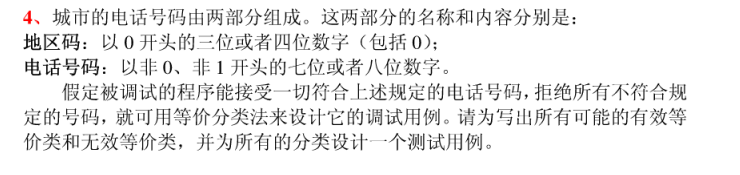 4、城市的电话号码由两部分组成。这两部分的名称和内容分别是：
地区码：以 0 开头的三位或者四位数字（包括 0）；
电话号码：以非 0、非 1 开头的七位或者八位数字。
假定被调试的程序能接受一切符合上述规定的电话号码，拒绝所有不符合规
定的号码，就可用等价分类法来设计它的调试用例。请为写出所有可能的有效等
价类和无效等价类，并为所有的分类设计一个测试用例。